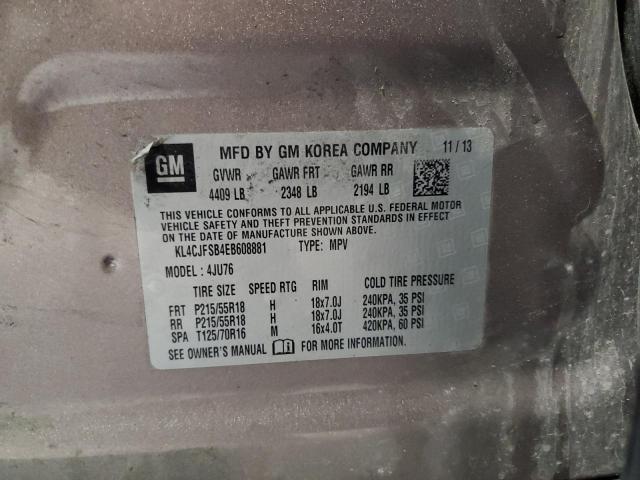 GM
MFD BY GM KOREA COMPANY 11 / 13
GVWR GAWR FRT GAWR RR
4409 LB 2348 LB 2194 LB
THIS VEHICLE CONFORMS TO ALL APPLICABLE U.S. FEDERAL MOTOR
VEHICLE SAFETY AND THEFT PREVENTION STANDARDS IN EFFECT
ON THE DATE OF MANUFACTURE SHOWN ABOVE.
KL4CJFSB4EB608881 TYPE: MPV
MODEL : 4JU76
TIRE SIZE SPEED RTG RIM COLD TIRE PRESSURE
FRT P215/55R18 H 18x7.0J 240KPA, 35 PSI
RR P215/55R18 H 18x7.0J 240KPA, 35 PSI
SPA T125/70R16 M 16x4.0T 420KPA, 60 PSI
SEE OWNER'S MANUAL FOR MORE INFORMATION.